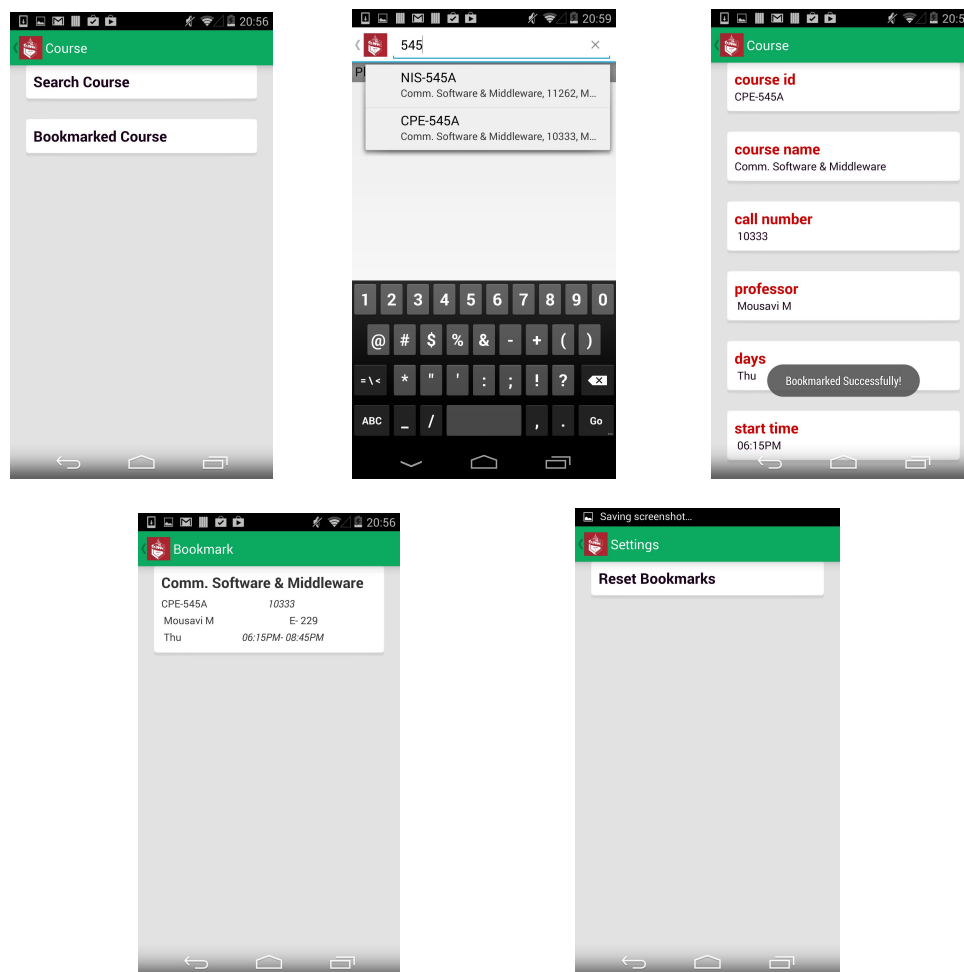 20:56
Course
Search Course
Bookmarked Course
20:59
545
Pl
NIS-545A
Comm. Software & Middleware, 11262, M...
CPE-545A
Comm. Software & Middleware, 10333, M...
1 2 3 4 5 6 7 8 9 0
@ # $ % & - + ( )
= \ < * " ' : ; ! ?
ABC _ / , . Go
20:5
Course
course id
CPE-545A
course name
Comm. Software & Middleware
call number
10333
professor
Mousavi M
days
Thu
Bookmarked Successfully!
start time
06:15PM
20:56
Bookmark
Comm. Software & Middleware
CPE-545A 10333
Mousavi M E- 229
Thu 06:15PM- 08:45PM
Saving screenshot...
Settings
Reset Bookmarks